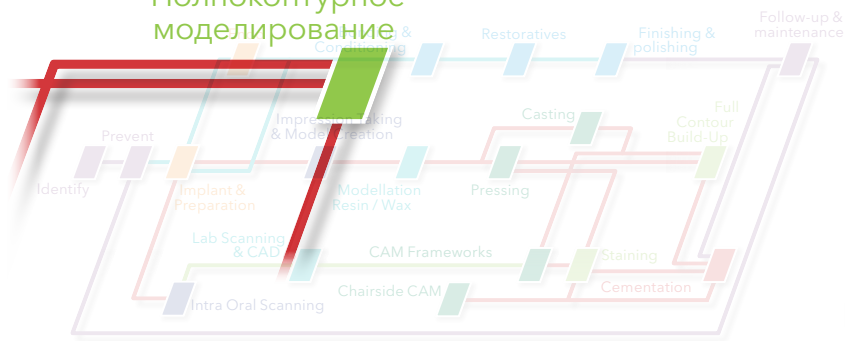 Полноконтурное
моделирование
Follow-up &
maintenance
Conditioning
Restoratives
Finishing &
polishing
Prevent
Impression Taking
& Model Creation
Casting
Full
Contour
Build-Up
Identify
Implant &
Preparation
Modellation
Resin / Wax
Pressing
Lab Scanning
& CAD
CAM Frameworks
Staining
Intra Oral Scanning
Chairside CAM
Cementation